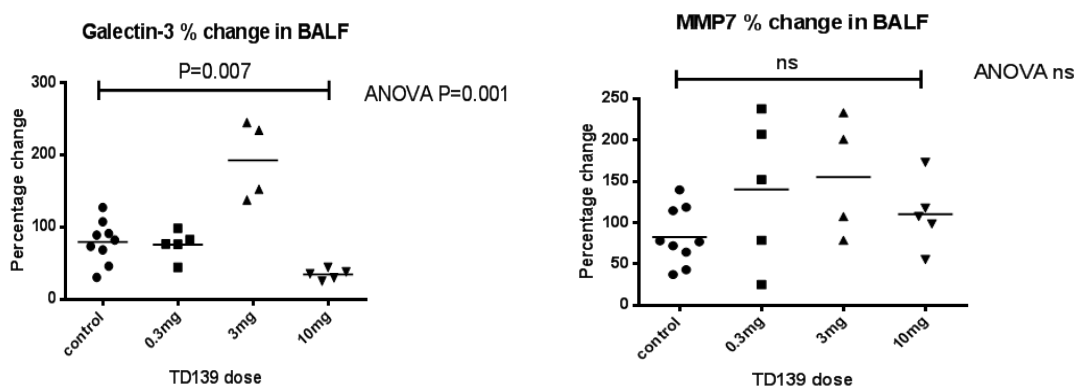 Galectin-3 % change in BALF
P=0.007
ANOVA P=0.001
Percentage change
300
200
100
0
control
0.3mg
3mg
10mg
TD139 dose
MMP7 % change in BALF
ns
ANOVA ns
Percentage change
250
200
150
100
50
0
control
0.3mg
3mg
10mg
TD139 dose